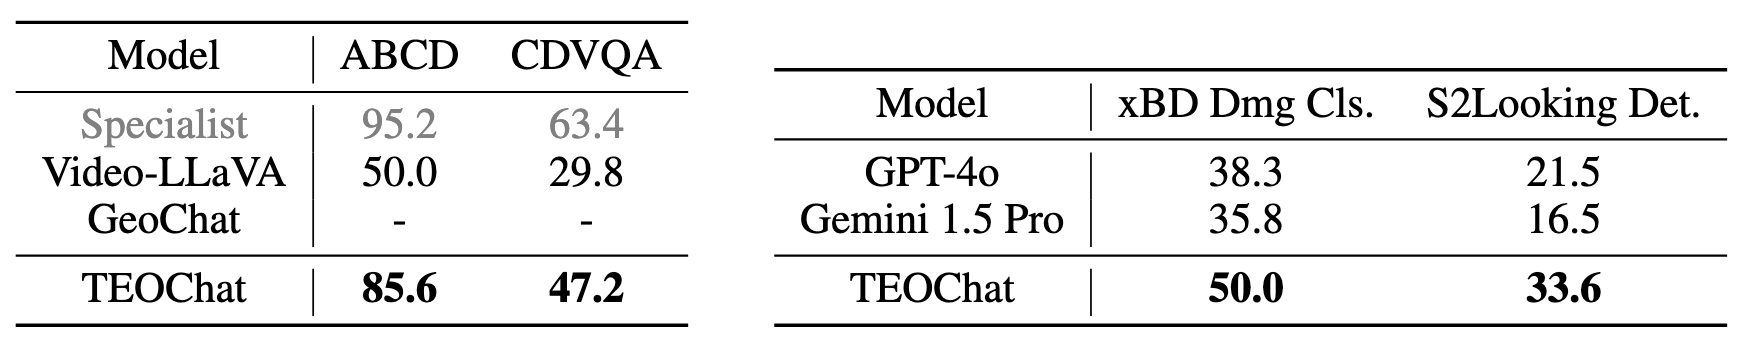 Model ABCD CDVQA
Specialist 95.2 63.4
Video-LLaVA 50.0 29.8
GeoChat - -
TEOChat 85.6 47.2
Model xBD Dmg Cls. S2Looking Det.
GPT-4o 38.3 21.5
Gemini 1.5 Pro 35.8 16.5
TEOChat 50.0 33.6